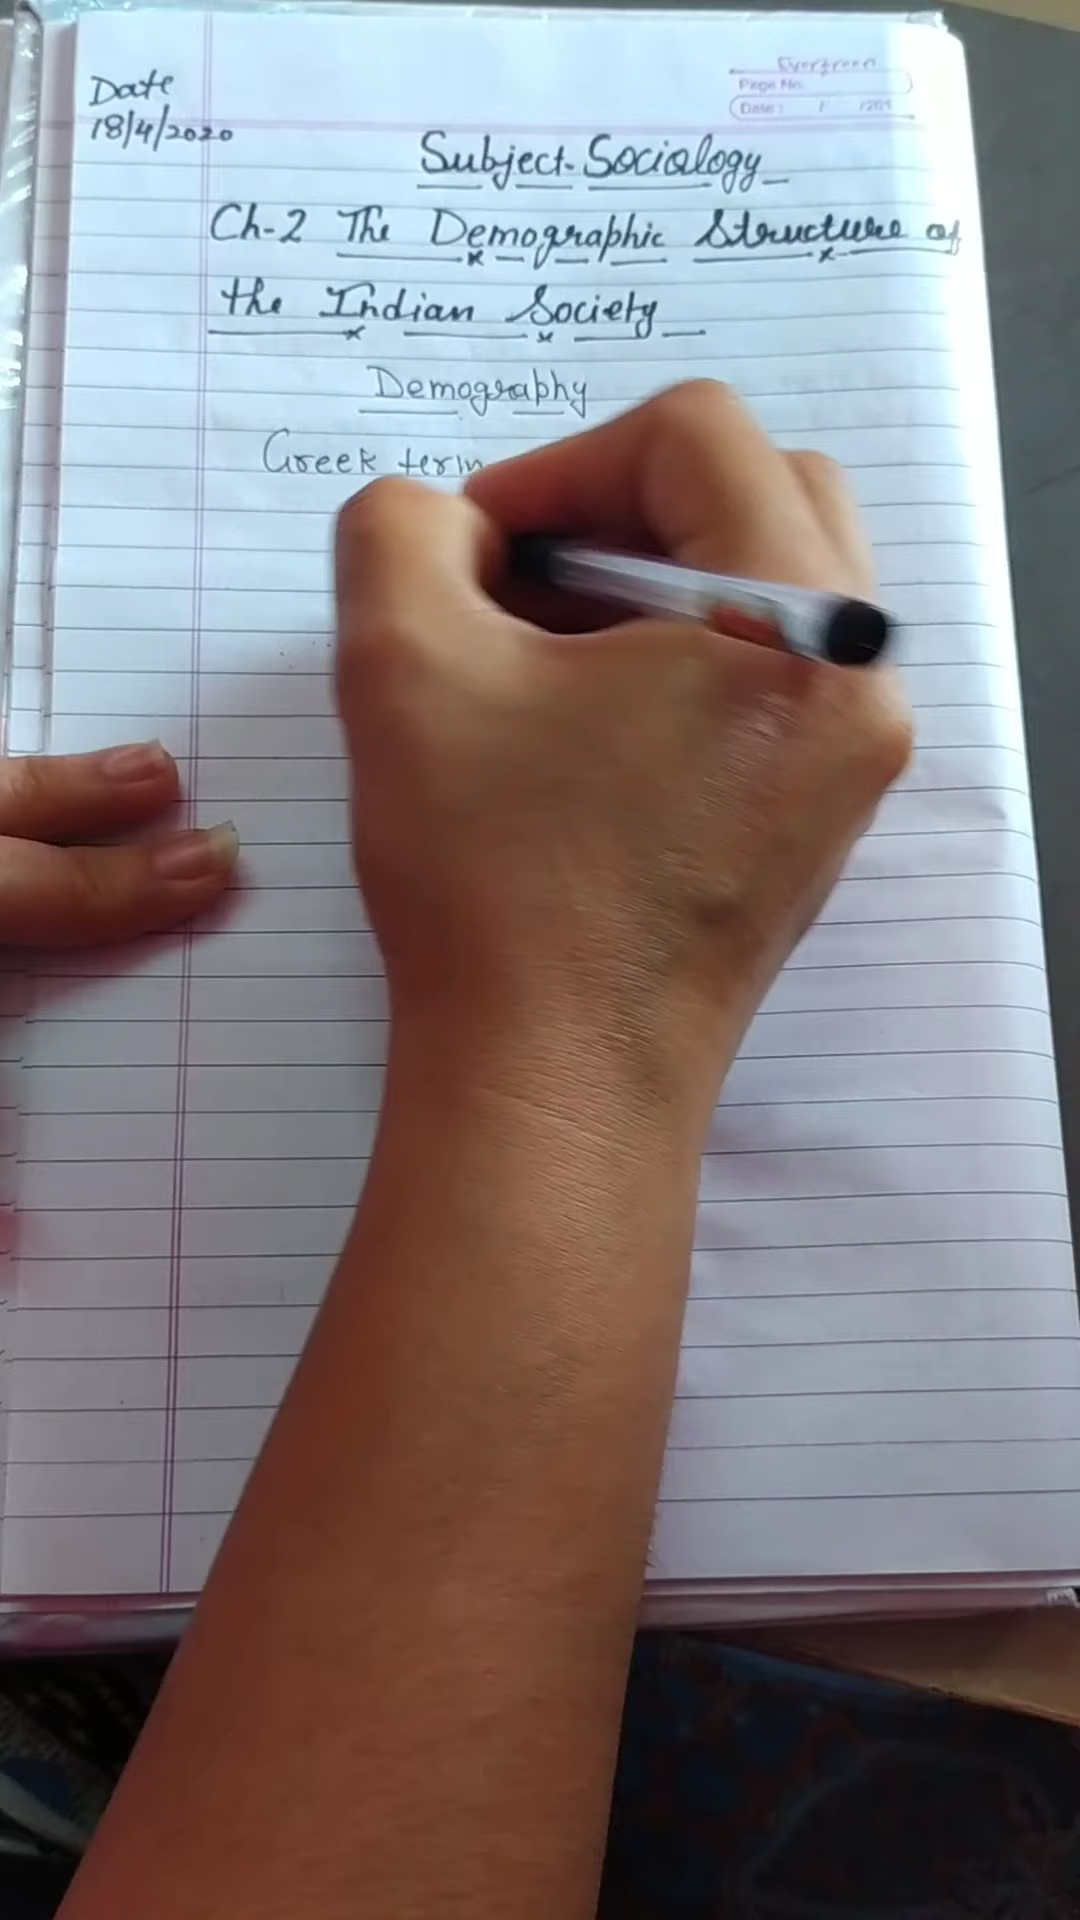 Evergreen
Page No.
Date: / /201
Date
18/4/2020
Subject-Sociology
Ch-2 The Demographic Structure of
the Indian Society
Demography
Greek term